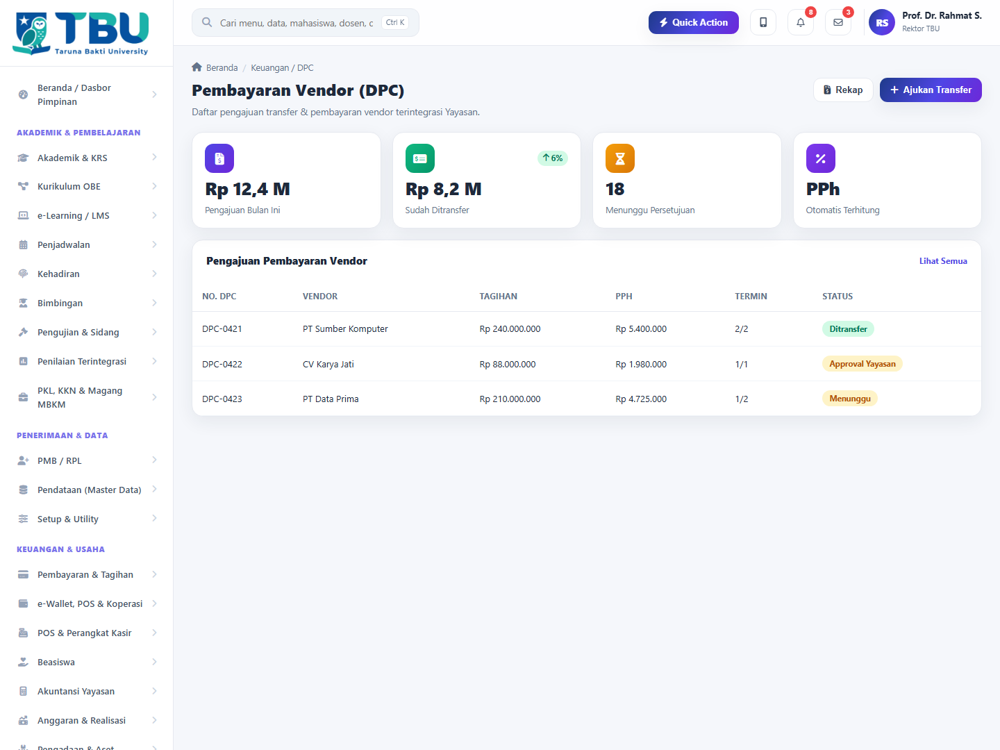 TBU
Taruna Bakti University
Cari menu, data, mahasiswa, dosen, c
Ctrl K
Quick Action
8
3
RS
Prof. Dr. Rahmat S.
Rektor TBU
Beranda / Dasbor
Pimpinan
AKADEMIK & PEMBELAJARAN
Akademik & KRS
Kurikulum OBE
e-Learning / LMS
Penjadwalan
Kehadiran
Bimbingan
Pengujian & Sidang
Penilaian Terintegrasi
PKL, KKN & Magang
MBKM
PENERIMAAN & DATA
PMB / RPL
Pendataan (Master Data)
Setup & Utility
KEUANGAN & USAHA
Pembayaran & Tagihan
e-Wallet, POS & Koperasi
POS & Perangkat Kasir
Beasiswa
Akuntansi Yayasan
Anggaran & Realisasi
Pengadaan & Aset
Beranda / Keuangan / DPC
Pembayaran Vendor (DPC)
Daftar pengajuan transfer & pembayaran vendor terintegrasi Yayasan.
Rekap
Ajukan Transfer
Rp 12,4 M
Pengajuan Bulan Ini
6%
Rp 8,2 M
Sudah Ditransfer
18
Menunggu Persetujuan
PPh
Otomatis Terhitung
Pengajuan Pembayaran Vendor
Lihat Semua
NO. DPC VENDOR TAGIHAN PPH TERMIN STATUS
DPC-0421 PT Sumber Komputer Rp 240.000.000 Rp 5.400.000 2/2 Ditransfer
DPC-0422 CV Karya Jati Rp 88.000.000 Rp 1.980.000 1/1 Approval Yayasan
DPC-0423 PT Data Prima Rp 210.000.000 Rp 4.725.000 1/2 Menunggu